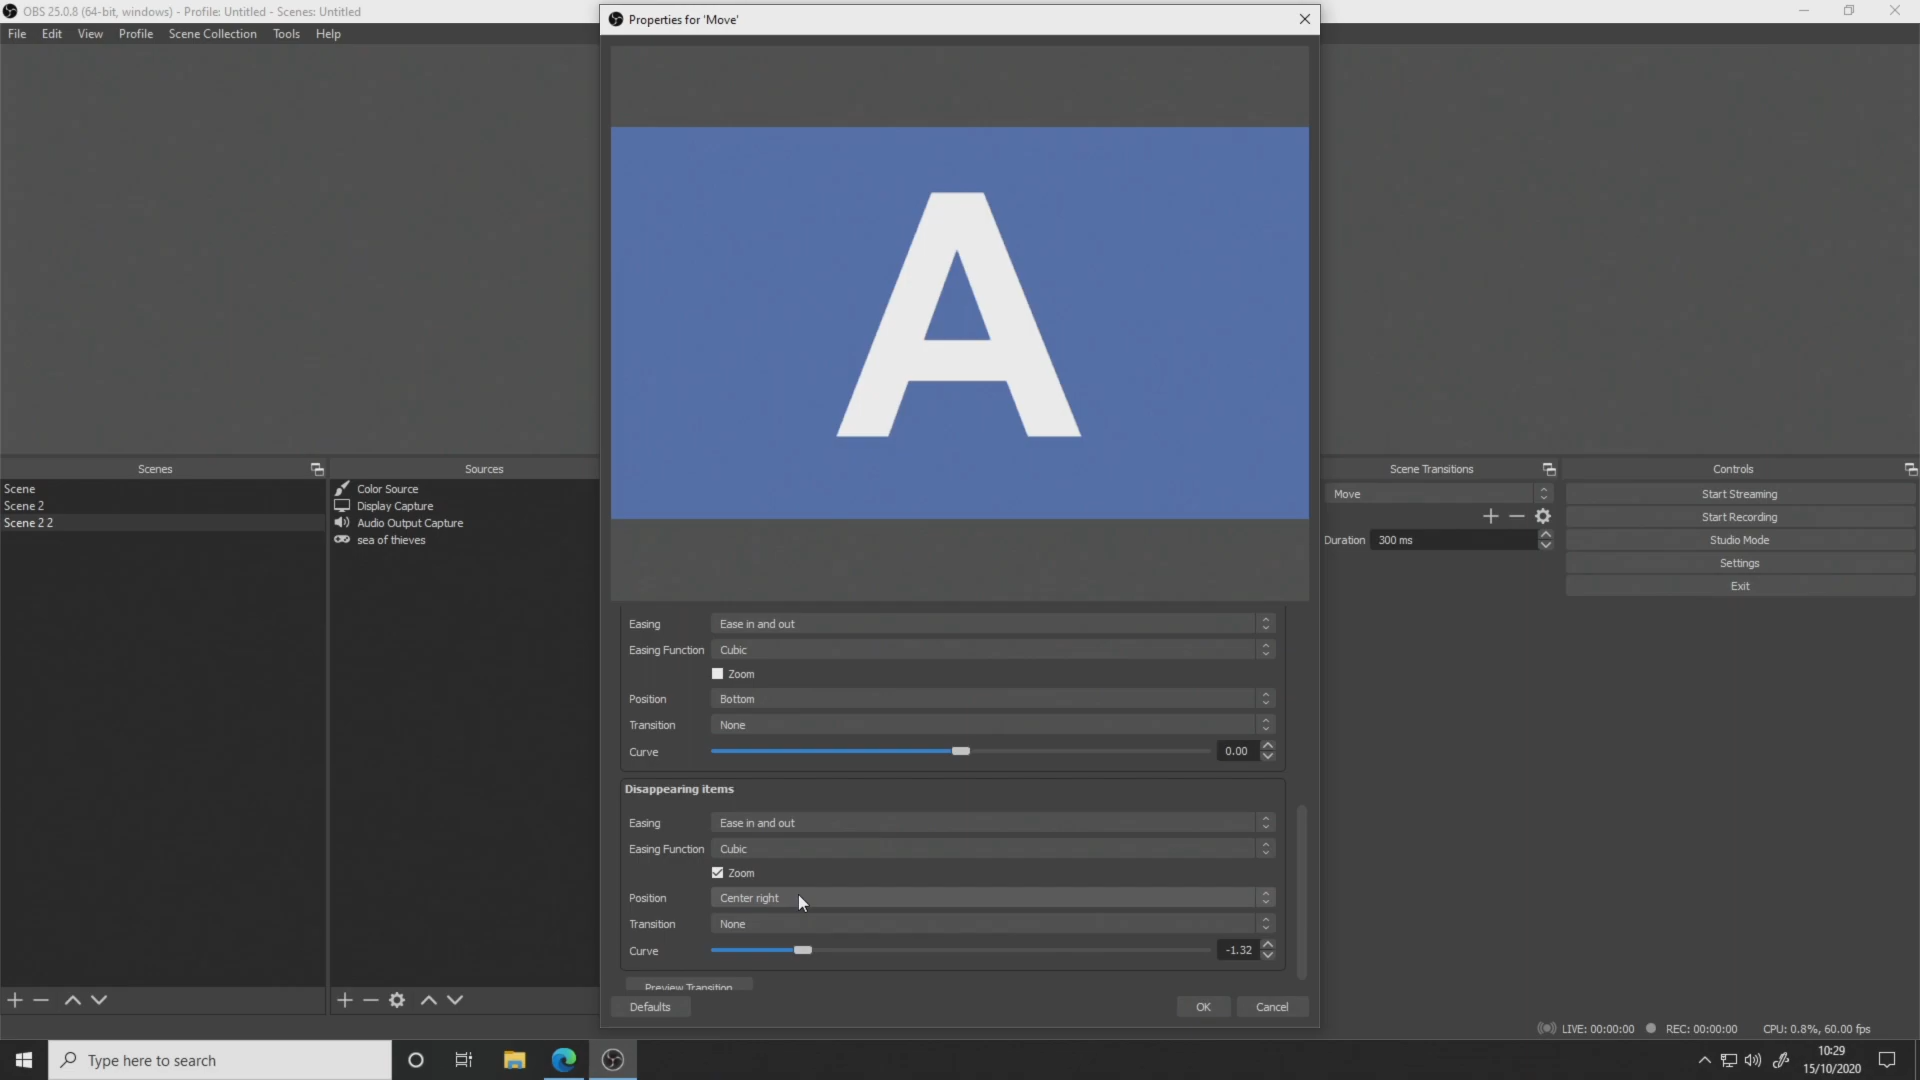 OBS 25.0.8 (64-bit, windows) - Profile: Untitled - Scenes: Untitled
File Edit View Profile Scene Collection Tools Help
Properties for 'Move'
A
Scenes
Scene
Scene 2
Scene 2 2
Sources
Color Source
Display Capture
Audio Output Capture
sea of thieves
Easing Ease in and out
Easing Function Cubic
Zoom
Position Bottom
Transition None
Curve 0.00
Disappearing items
Easing Ease in and out
Easing Function Cubic
Zoom
Position Center right
Transition None
Curve -1.32
Preview Transition
Defaults OK Cancel
Scene Transitions
Move
Duration 300 ms
Controls
Start Streaming
Start Recording
Studio Mode
Settings
Exit
LIVE: 00:00:00 REC: 00:00:00 CPU: 0.8%, 60.00 fps
Type here to search
10:29
15/10/2020